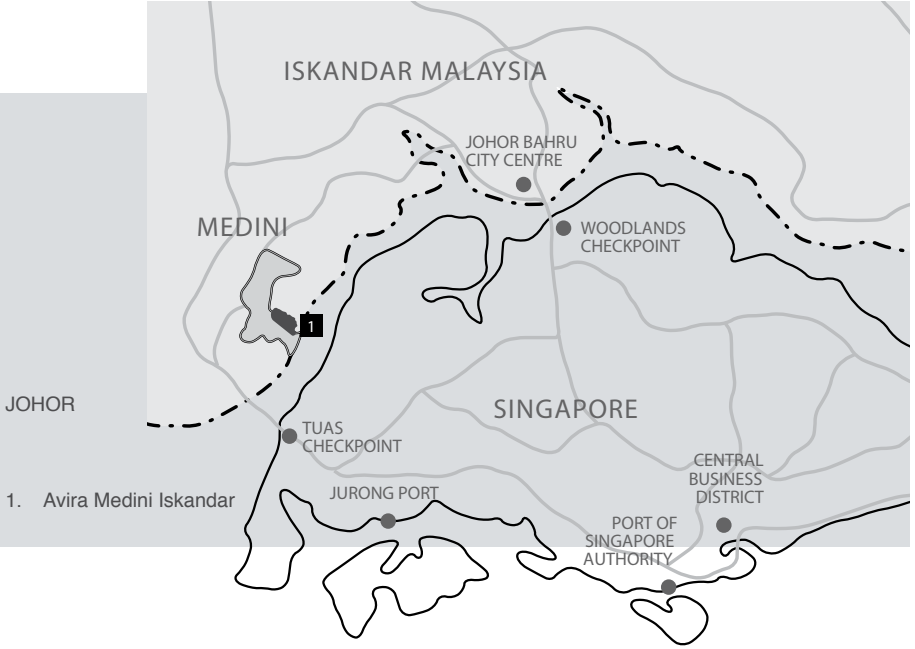 ISKANDAR MALAYSIA
JOHOR BAHRU
CITY CENTRE
MEDINI
WOODLANDS
CHECKPOINT
1
JOHOR
SINGAPORE
TUAS
CHECKPOINT
CENTRAL
BUSINESS
DISTRICT
1. Avira Medini Iskandar
JURONG PORT
PORT OF
SINGAPORE
AUTHORITY